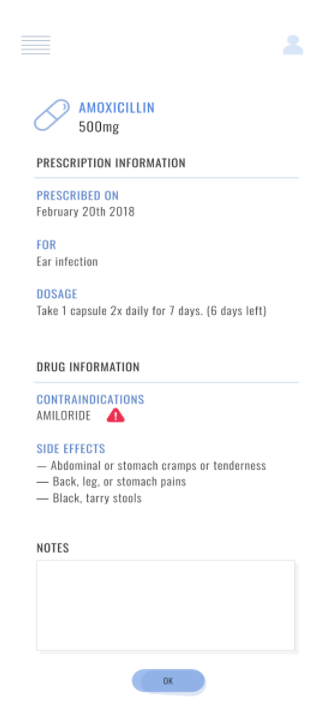 AMOXICILLIN
500mg
PRESCRIPTION INFORMATION
PRESCRIBED ON
February 20th 2018
FOR
Ear infection
DOSAGE
Take 1 capsule 2x daily for 7 days. (6 days left)
DRUG INFORMATION
CONTRAINDICATIONS
AMILORIDE
SIDE EFFECTS
— Abdominal or stomach cramps or tenderness
— Back, leg, or stomach pains
— Black, tarry stools
NOTES
OK